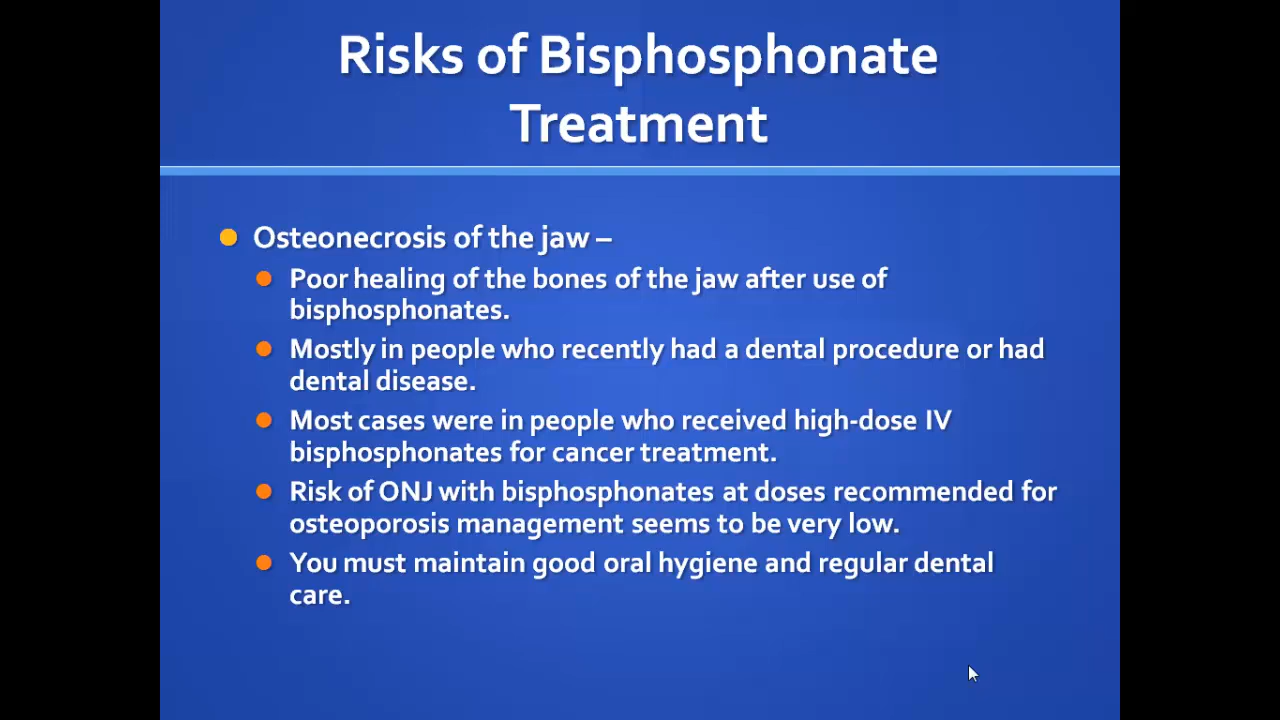 Risks of Bisphosphonate
Treatment
Osteonecrosis of the jaw –
Poor healing of the bones of the jaw after use of
bisphosphonates.
Mostly in people who recently had a dental procedure or had
dental disease.
Most cases were in people who received high-dose IV
bisphosphonates for cancer treatment.
Risk of ONJ with bisphosphonates at doses recommended for
osteoporosis management seems to be very low.
You must maintain good oral hygiene and regular dental
care.